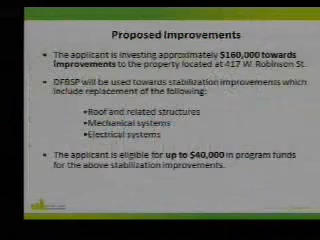 Proposed Improvements
• The applicant is investing approximately $160,000 towards
improvements to the property located at 417 W. Robinson St.
• DFBSP will be used towards stabilization improvements which
include replacement of the following:
•Roof and related structures
•Mechanical systems
•Electrical systems
• The applicant is eligible for up to $40,000 in program funds
for the above stabilization improvements.